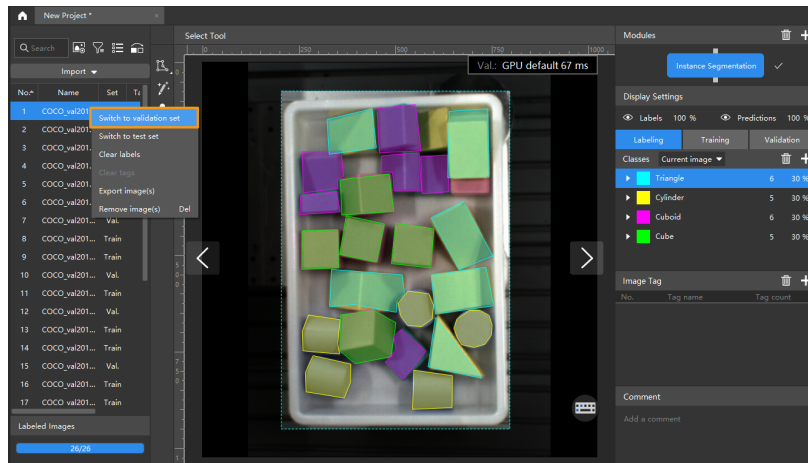 New Project *
Select Tool
Search
Import
No.
Name
Set
1 COCO_val201...
2 COCO_val201...
3 COCO_val201...
4 COCO_val201...
5 COCO_val201...
6 COCO_val201...
7 COCO_val201... Val.
8 COCO_val201... Train
9 COCO_val201... Train
10 COCO_val201... Val.
11 COCO_val201... Train
12 COCO_val201... Val.
13 COCO_val201... Train
14 COCO_val201... Train
15 COCO_val201... Val.
16 COCO_val201... Train
17 COCO_val201... Train
Labeled Images
26/26
Switch to validation set
Switch to test set
Clear labels
Clear tags
Export image(s)
Remove image(s) Del
0 250 500 750 1000
Val.: GPU default 67 ms
Modules
Instance Segmentation
Display Settings
Labels 100 % Predictions 100 %
Labeling Training Validation
Classes Current image
Triangle 6 30 %
Cylinder 5 30 %
Cuboid 6 30 %
Cube 5 30 %
Image Tag
No. Tag name Tag count
Comment
Add a comment